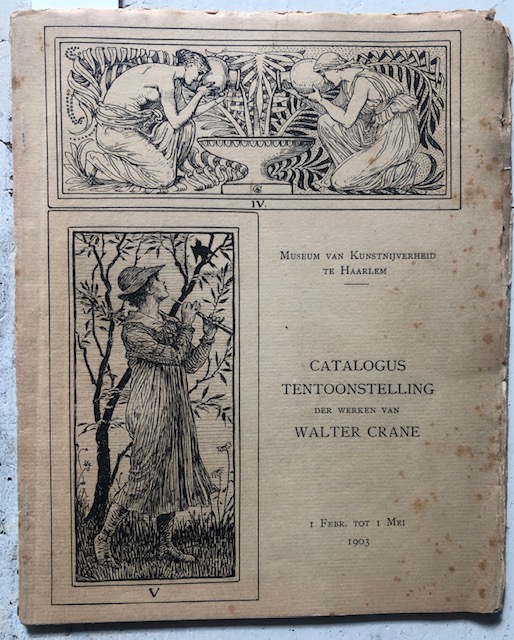 IV.
Museum van Kunstnijverheid
te Haarlem
CATALOGUS
TENTOONSTELLING
DER WERKEN VAN
WALTER CRANE
1 Febr. tot 1 Mei
1903
V